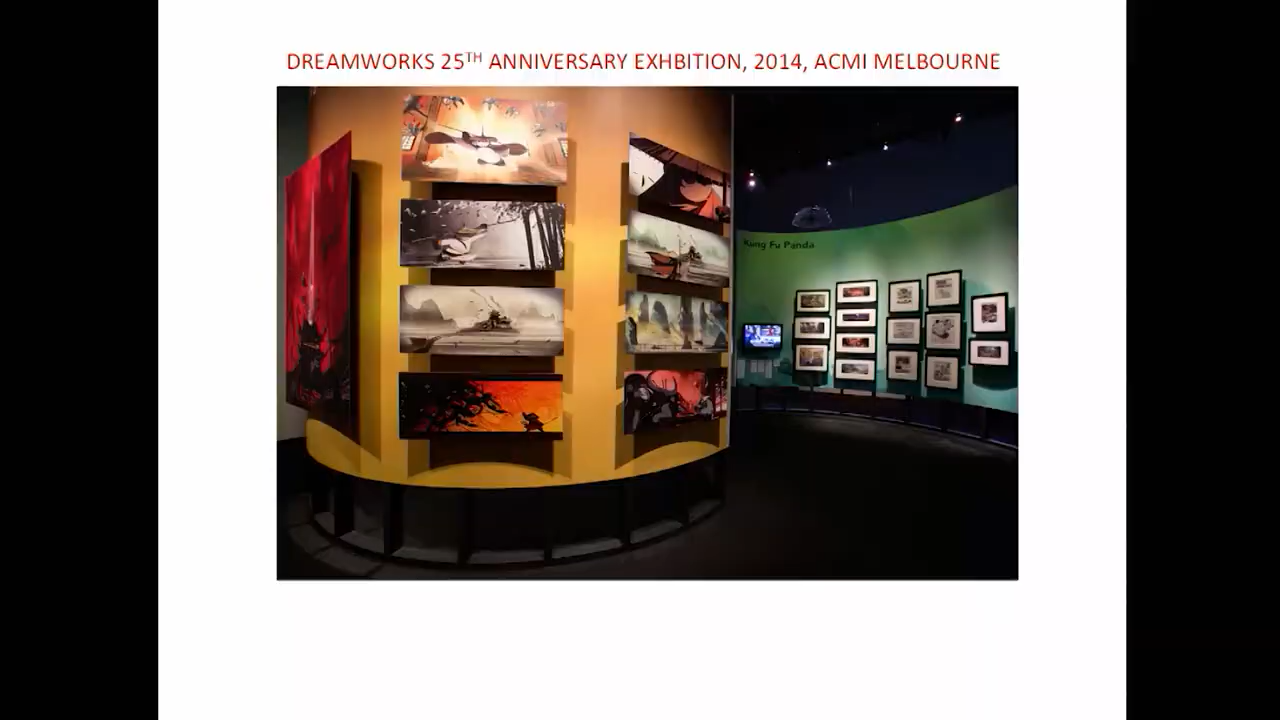 DREAMWORKS 25TH ANNIVERSARY EXHBITION, 2014, ACMI MELBOURNE
Kung Fu Panda